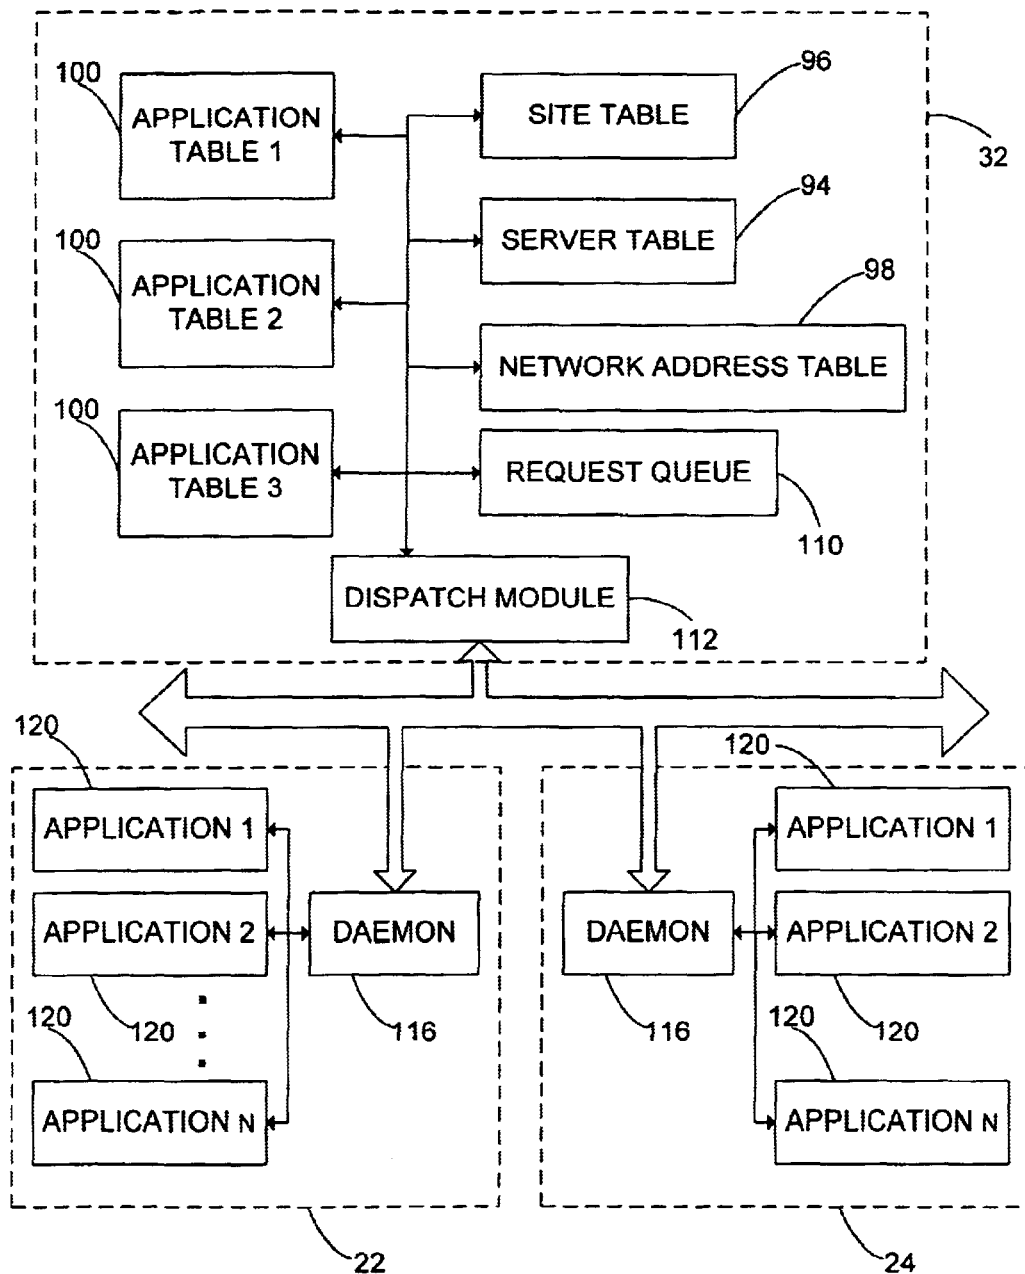 100
APPLICATION
TABLE 1
96
SITE TABLE
32
94
SERVER TABLE
100
APPLICATION
TABLE 2
98
NETWORK ADDRESS TABLE
100
APPLICATION
TABLE 3
REQUEST QUEUE
110
DISPATCH MODULE
112
120
APPLICATION 1
APPLICATION 2
DAEMON
120
120
116
APPLICATION N
22
120
APPLICATION 1
DAEMON
APPLICATION 2
116
120
120
APPLICATION N
24